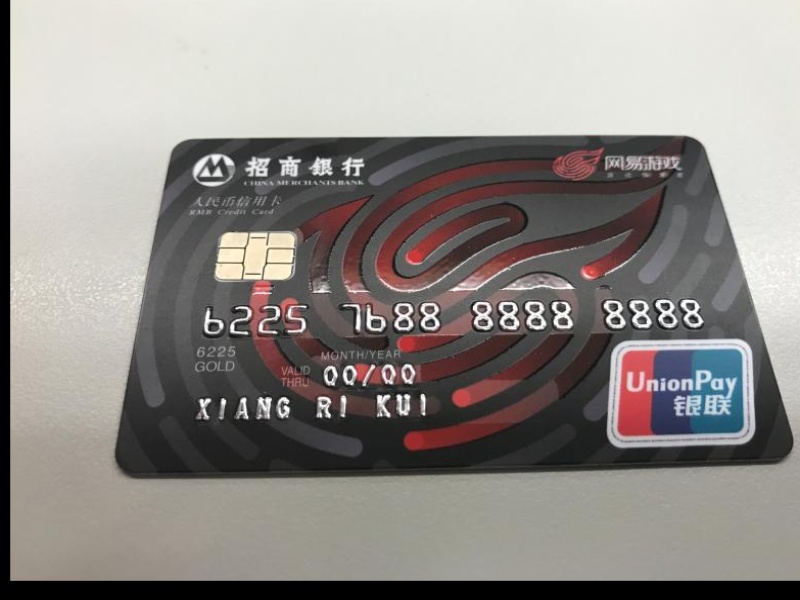 招商銀行
CHINA MERCHANTS BANK
网易游戏
人民币信用卡
RMB Credit Card
6225 7688 8888 8888
6225
GOLD
MONTH/YEAR
VALID THRU 00/00
XIANG RI KUI
UnionPay
银联